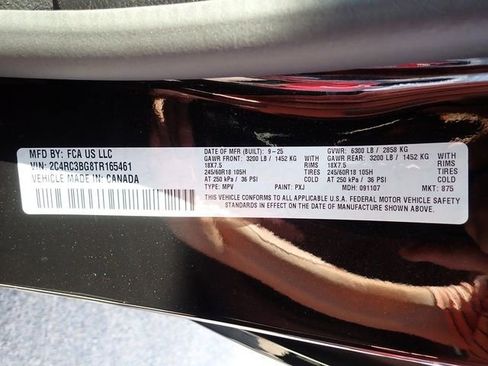 MFD BY: FCA US LLC
VIN: 2C4RC3BG8TR165461
VEHICLE MADE IN: CANADA
DATE OF MFR (BUILT): 9-25 GVWR: 6300 LB / 2858 KG
GAWR FRONT: 3200 LB / 1452 KG GAWR REAR: 3200 LB / 1452 KG
18X7.5 RIMS 18X7.5 RIMS
245/60R18 105H TIRES 245/60R18 105H TIRES
AT 250 kPa / 36 PSI AT 250 kPa / 36 PSI
TYPE: MPV PAINT: PXJ MDH: 091107 MKT: 875
THIS VEHICLE CONFORMS TO ALL APPLICABLE U.S.A. FEDERAL MOTOR VEHICLE SAFETY
STANDARDS IN EFFECT ON THE DATE OF MANUFACTURE SHOWN ABOVE.